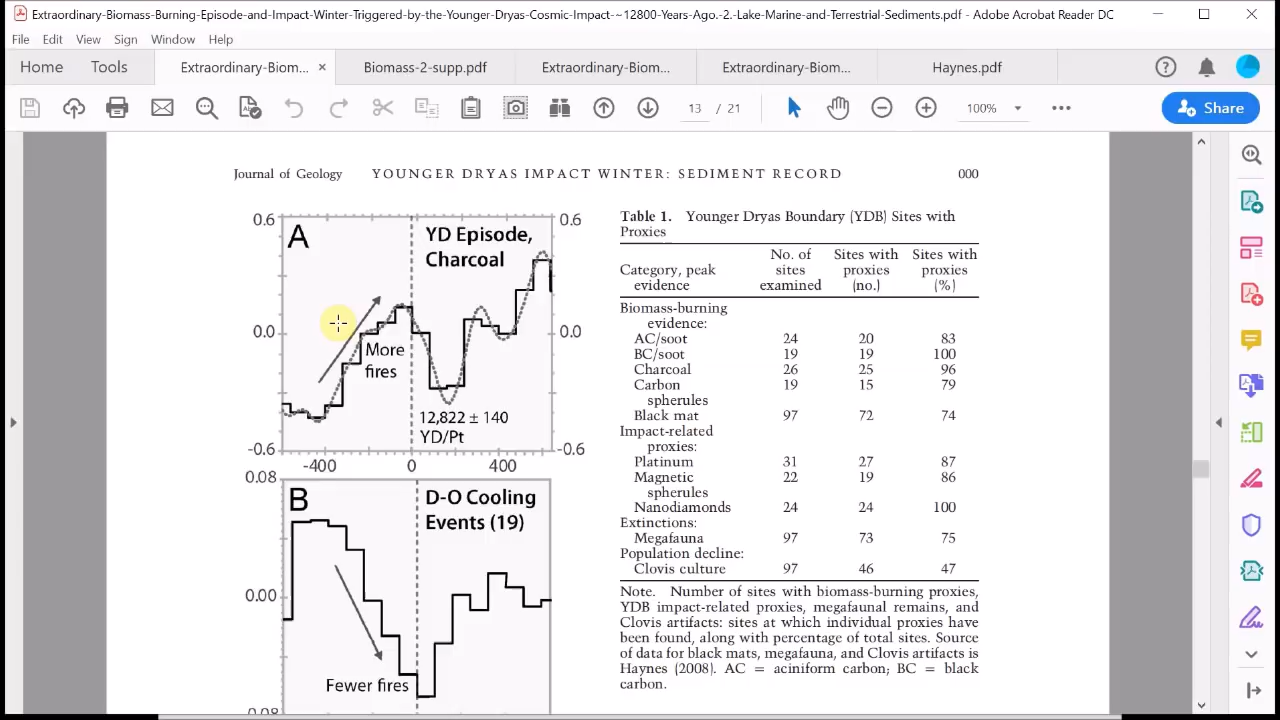 Extraordinary-Biomass-Burning-Episode-and-Impact-Winter-Triggered-by-the-Younger-Dryas-Cosmic-Impact-~12800-Years-Ago.-2.-Lake-Marine-and-Terrestrial-Sediments.pdf - Adobe Acrobat Reader DC
File Edit View Sign Window Help
Home Tools Extraordinary-Biom... × Biomass-2-supp.pdf Extraordinary-Biom... Extraordinary-Biom... Haynes.pdf
13 / 21 100% Share
Journal of Geology YOUNGER DRYAS IMPACT WINTER: SEDIMENT RECORD 000
0.6 0.6
A YD Episode,
Charcoal
0.0 0.0
More
fires
12,822 ± 140
YD/Pt
-0.6 -0.6
-400 0 400
0.08
B D-O Cooling
Events (19)
0.00
Fewer fires
0.08
Table 1. Younger Dryas Boundary (YDB) Sites with
Proxies
No. of Sites with Sites with
Category, peak sites proxies proxies
evidence examined (no.) (%)
Biomass-burning
evidence:
AC/soot 24 20 83
BC/soot 19 19 100
Charcoal 26 25 96
Carbon 19 15 79
spherules
Black mat 97 72 74
Impact-related
proxies:
Platinum 31 27 87
Magnetic 22 19 86
spherules
Nanodiamonds 24 24 100
Extinctions:
Megafauna 97 73 75
Population decline:
Clovis culture 97 46 47
Note. Number of sites with biomass-burning proxies,
YDB impact-related proxies, megafaunal remains, and
Clovis artifacts: sites at which individual proxies have
been found, along with percentage of total sites. Source
of data for black mats, megafauna, and Clovis artifacts is
Haynes (2008). AC = aciniform carbon; BC = black
carbon.